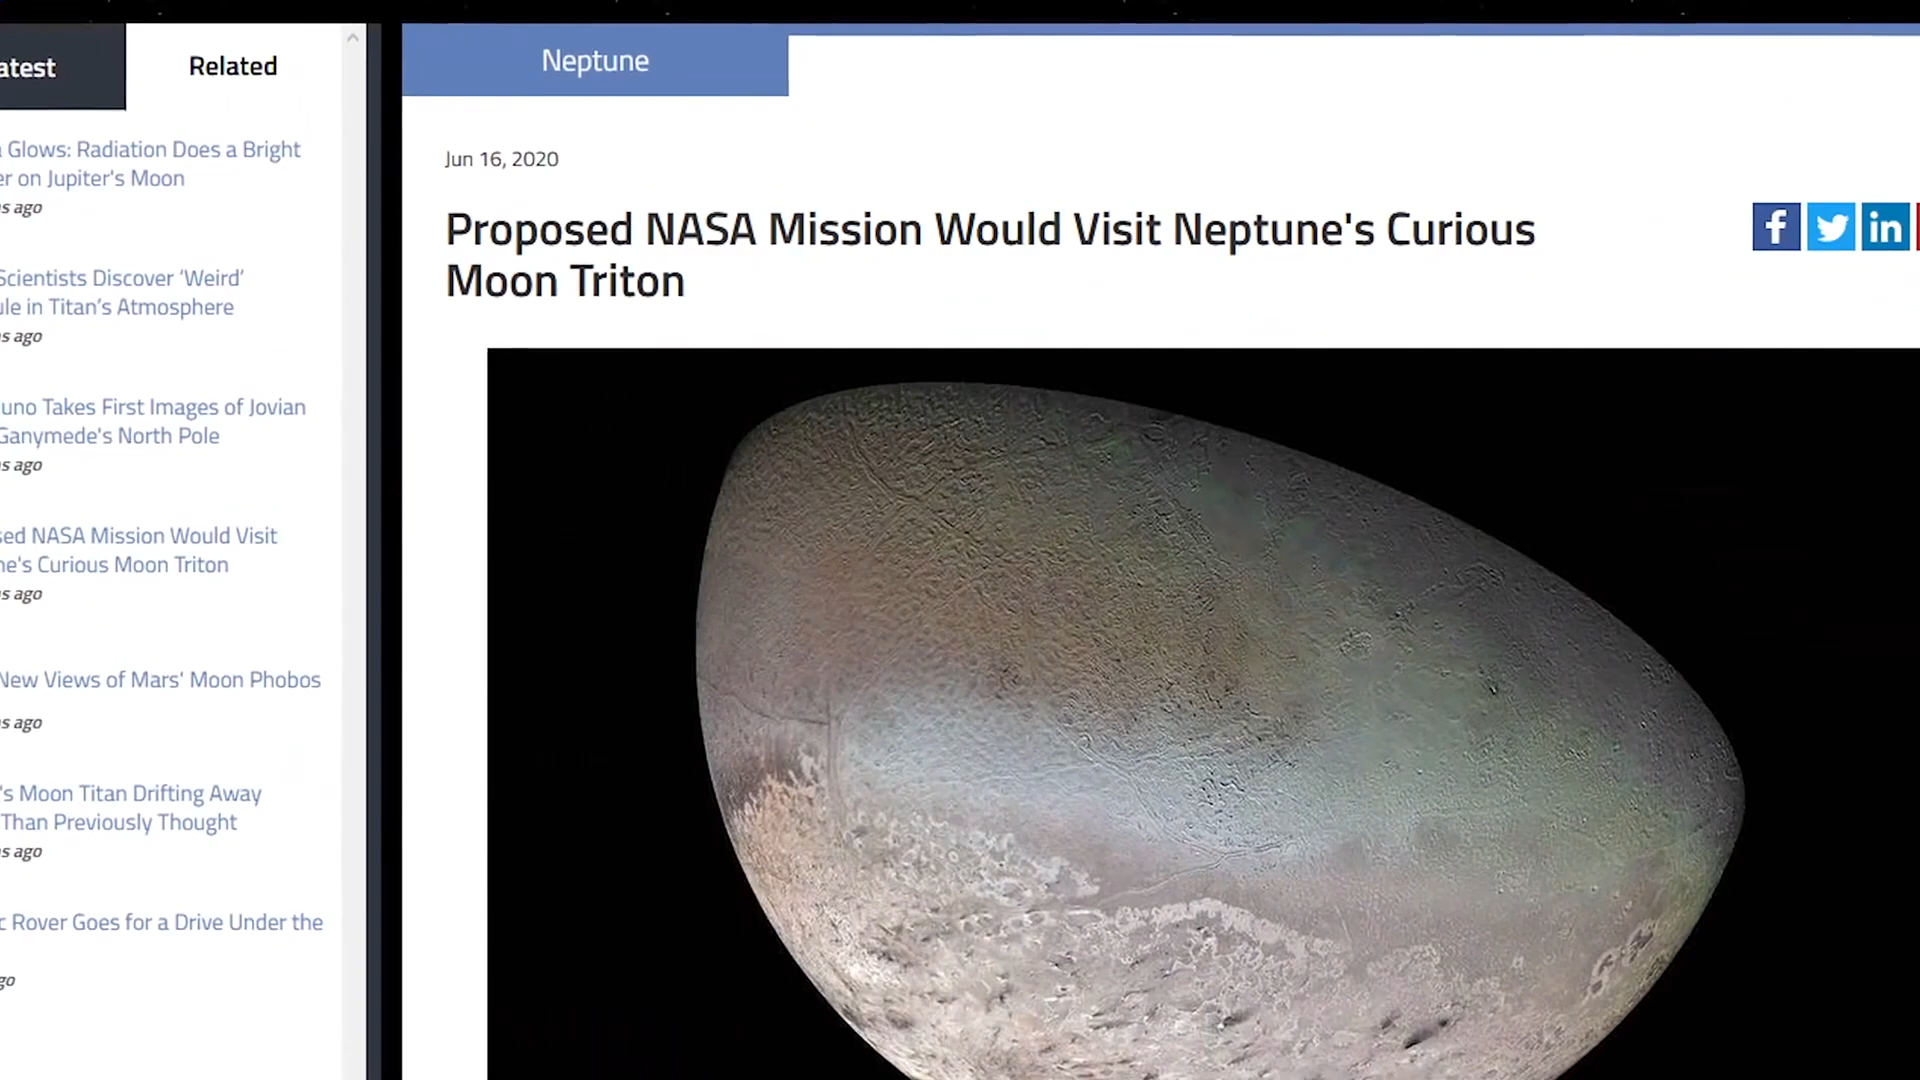 atest
Related
Glows: Radiation Does a Bright
er on Jupiter's Moon
s ago
Scientists Discover ‘Weird’
ule in Titan’s Atmosphere
s ago
uno Takes First Images of Jovian
Ganymede's North Pole
s ago
sed NASA Mission Would Visit
ne's Curious Moon Triton
s ago
New Views of Mars' Moon Phobos
s ago
's Moon Titan Drifting Away
Than Previously Thought
s ago
c Rover Goes for a Drive Under the
go
Neptune
Jun 16, 2020
Proposed NASA Mission Would Visit Neptune's Curious
Moon Triton
f
in